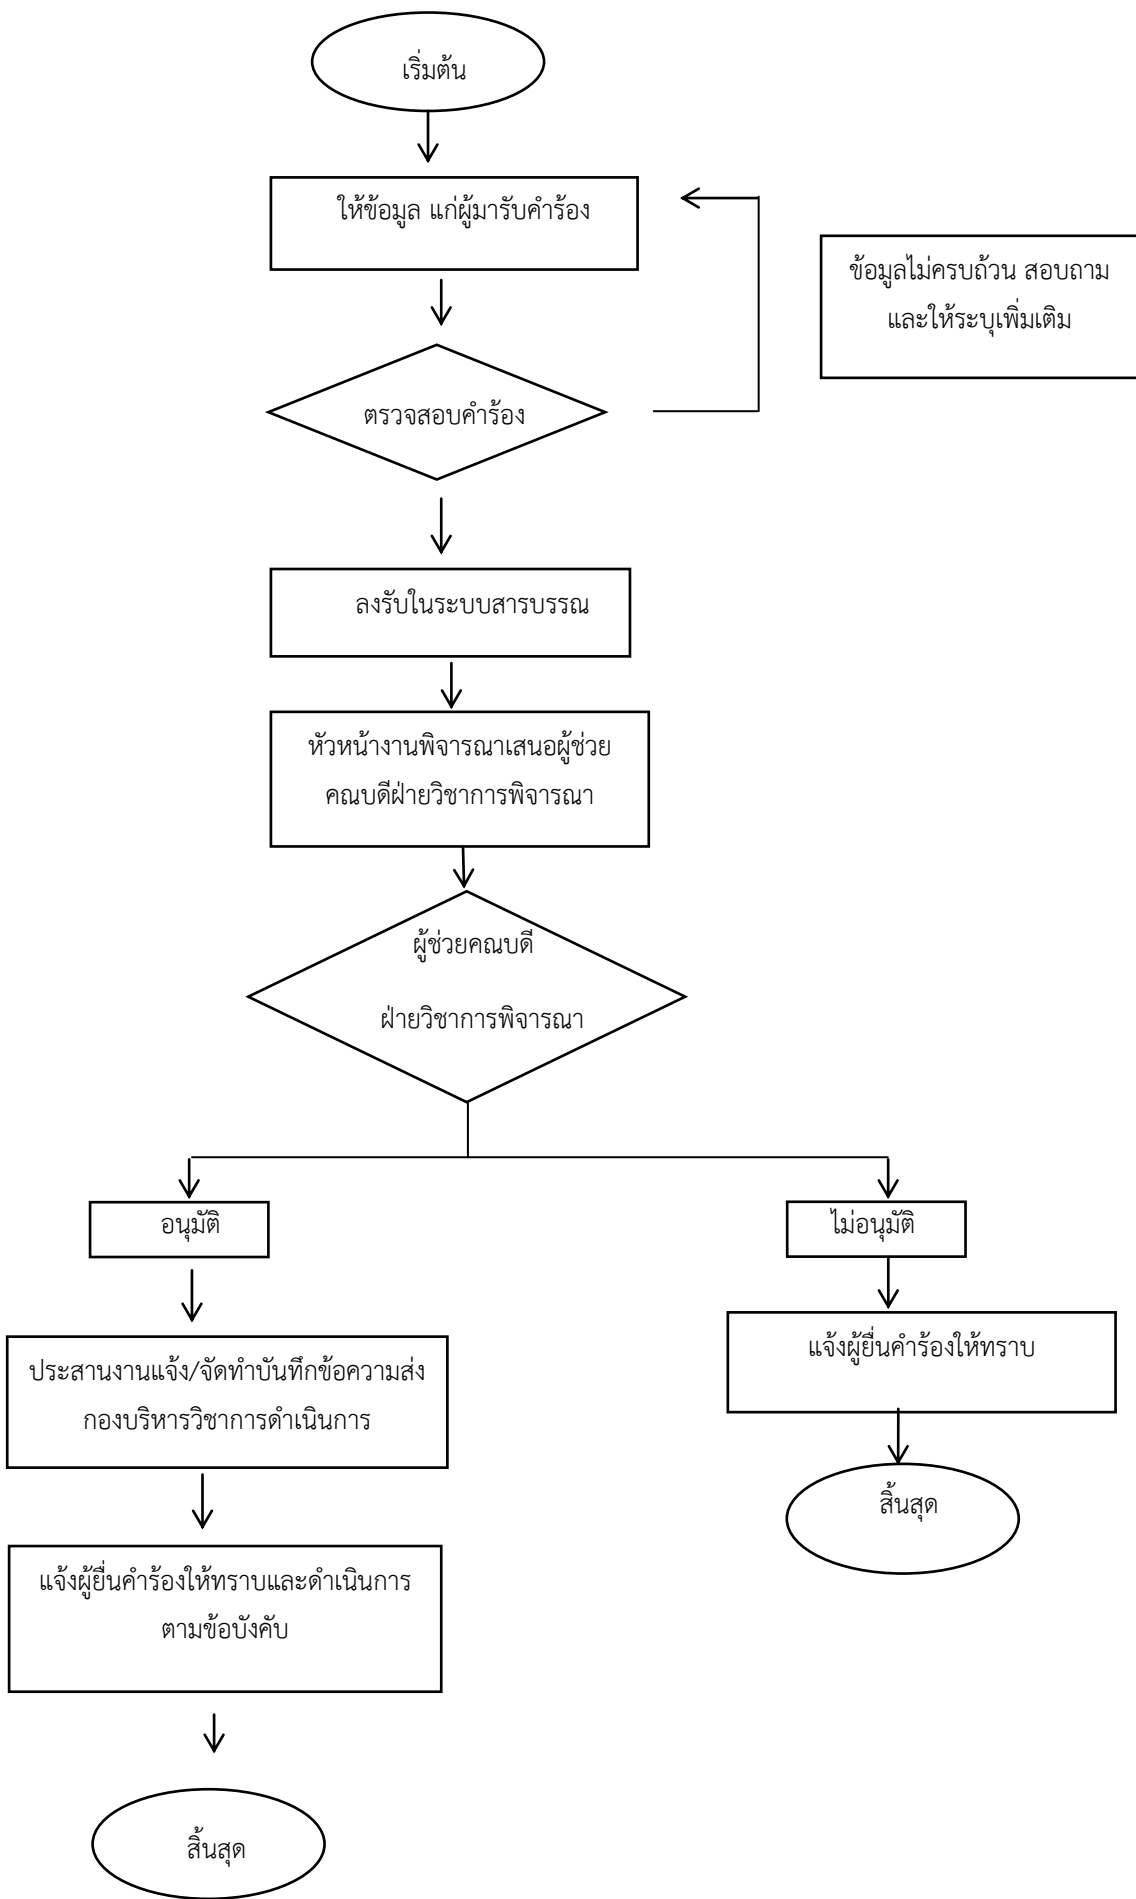 เริ่มต้น
ให้ข้อมูล แก่ผู้มารับคำร้อง
ข้อมูลไม่ครบถ้วน สอบถาม
และให้ระบุเพิ่มเติม
ตรวจสอบคำร้อง
ลงรับในระบบสารบรรณ
หัวหน้างานพิจารณาเสนอผู้ช่วย
คณบดีฝ่ายวิชาการพิจารณา
ผู้ช่วยคณบดี
ฝ่ายวิชาการพิจารณา
อนุมัติ
ไม่อนุมัติ
แจ้งผู้ยื่นคำร้องให้ทราบ
ประสานงานแจ้ง/จัดทำบันทึกข้อความส่ง
กองบริหารวิชาการดำเนินการ
สิ้นสุด
แจ้งผู้ยื่นคำร้องให้ทราบและดำเนินการ
ตามข้อบังคับ
สิ้นสุด